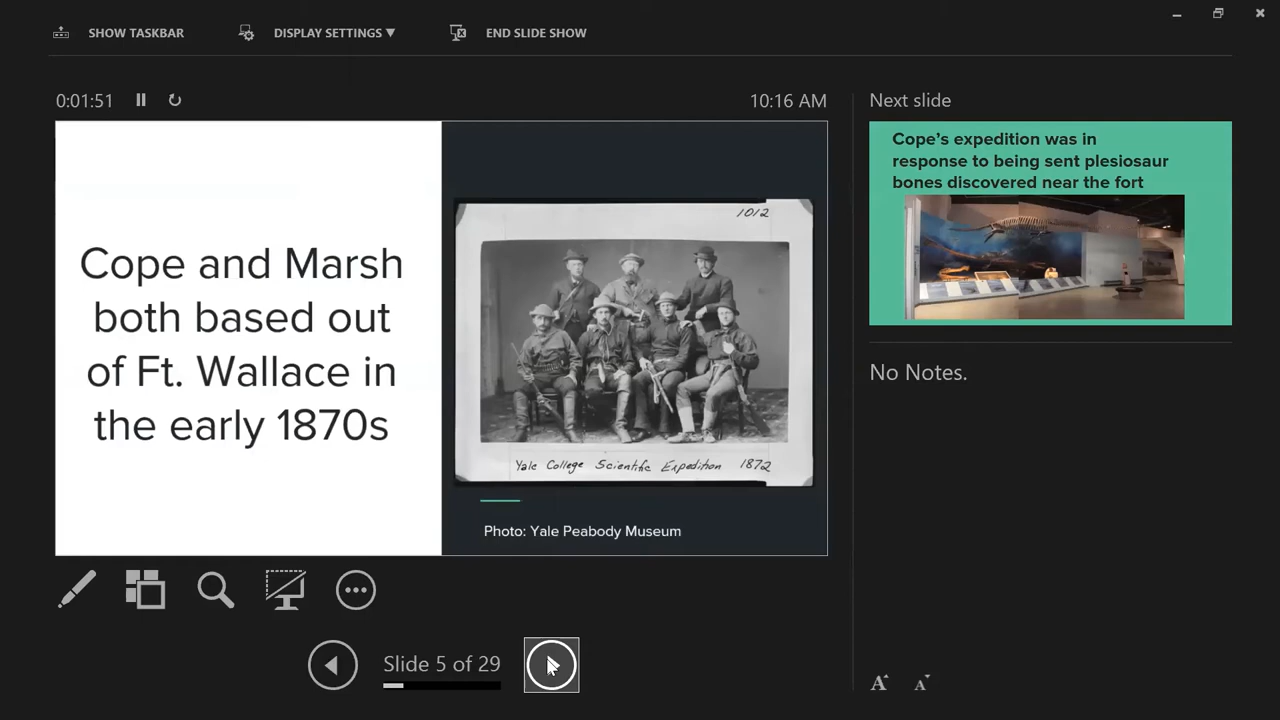 SHOW TASKBAR
DISPLAY SETTINGS ▼
END SLIDE SHOW
0:01:51
10:16 AM
Next slide
Cope and Marsh
both based out
of Ft. Wallace in
the early 1870s
1012
Yale College Scientific Expedition 1872
Photo: Yale Peabody Museum
Cope's expedition was in
response to being sent plesiosaur
bones discovered near the fort
No Notes.
Slide 5 of 29
A
A